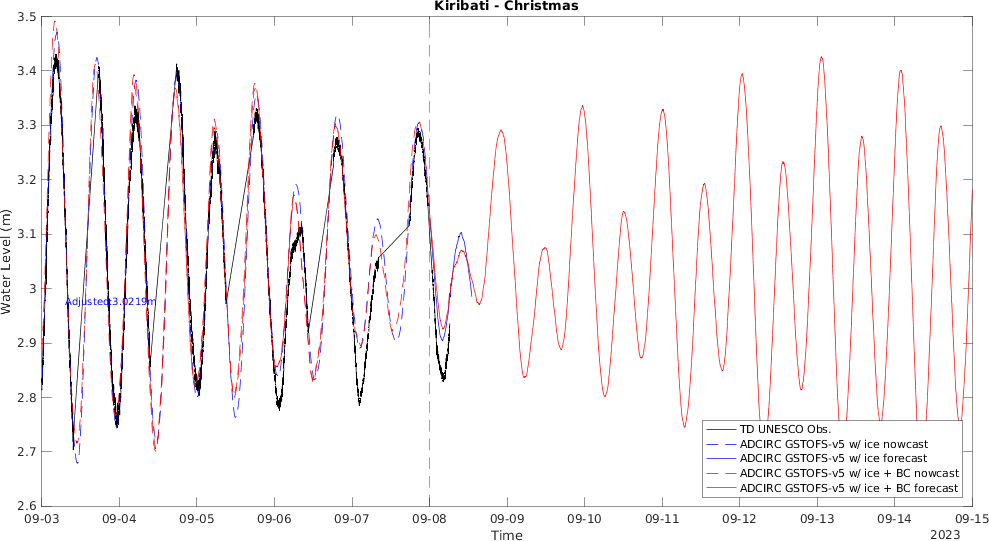 Kiribati - Christmas
3.5
3.4
3.3
3.2
3.1
3
2.9
2.8
2.7
2.6
Water Level (m)
Adjusted:3.0219m
TD UNESCO Obs.
ADCIRC GSTOFS-v5 w/ ice nowcast
ADCIRC GSTOFS-v5 w/ ice forecast
ADCIRC GSTOFS-v5 w/ ice + BC nowcast
ADCIRC GSTOFS-v5 w/ ice + BC forecast
09-03 09-04 09-05 09-06 09-07 09-08 09-09 09-10 09-11 09-12 09-13 09-14 09-15
Time
2023